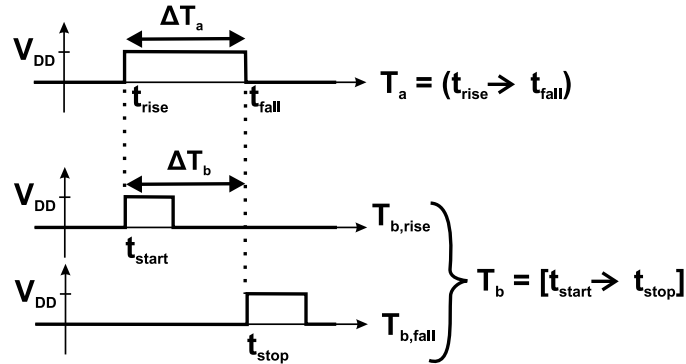 ΔTa
VDD
trise
tfall
Ta = (trise → tfall)
ΔTb
VDD
tstart
Tb,rise
VDD
tstop
Tb,fall
Tb = [tstart → tstop]